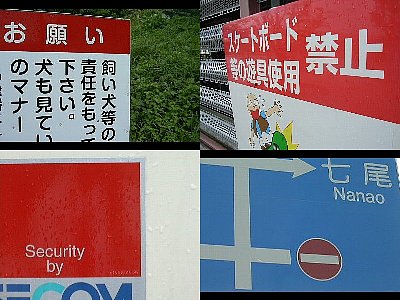 お願い
飼い犬等の
責任をもって
下さい。
犬も見てい
のマナー
スケートボード
等の遊具使用
禁止
Security
by
SECOM
七尾
Nanao